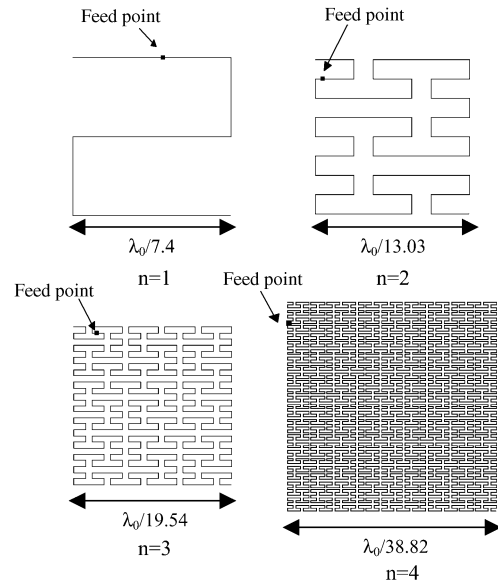 Feed point
Feed point
λ0/7.4
λ0/13.03
n=1
n=2
Feed point
Feed point
λ0/19.54
λ0/38.82
n=3
n=4